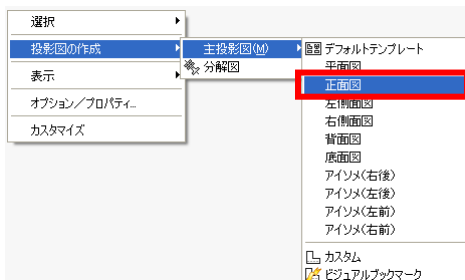 選択
投影図の作成
表示
オプション／プロパティ...
カスタマイズ
主投影図(M)
分解図
デフォルトテンプレート
平面図
正面図
左側面図
右側面図
背面図
底面図
アイソメ(右後)
アイソメ(左後)
アイソメ(左前)
アイソメ(右前)
カスタム
ビジュアルブックマーク